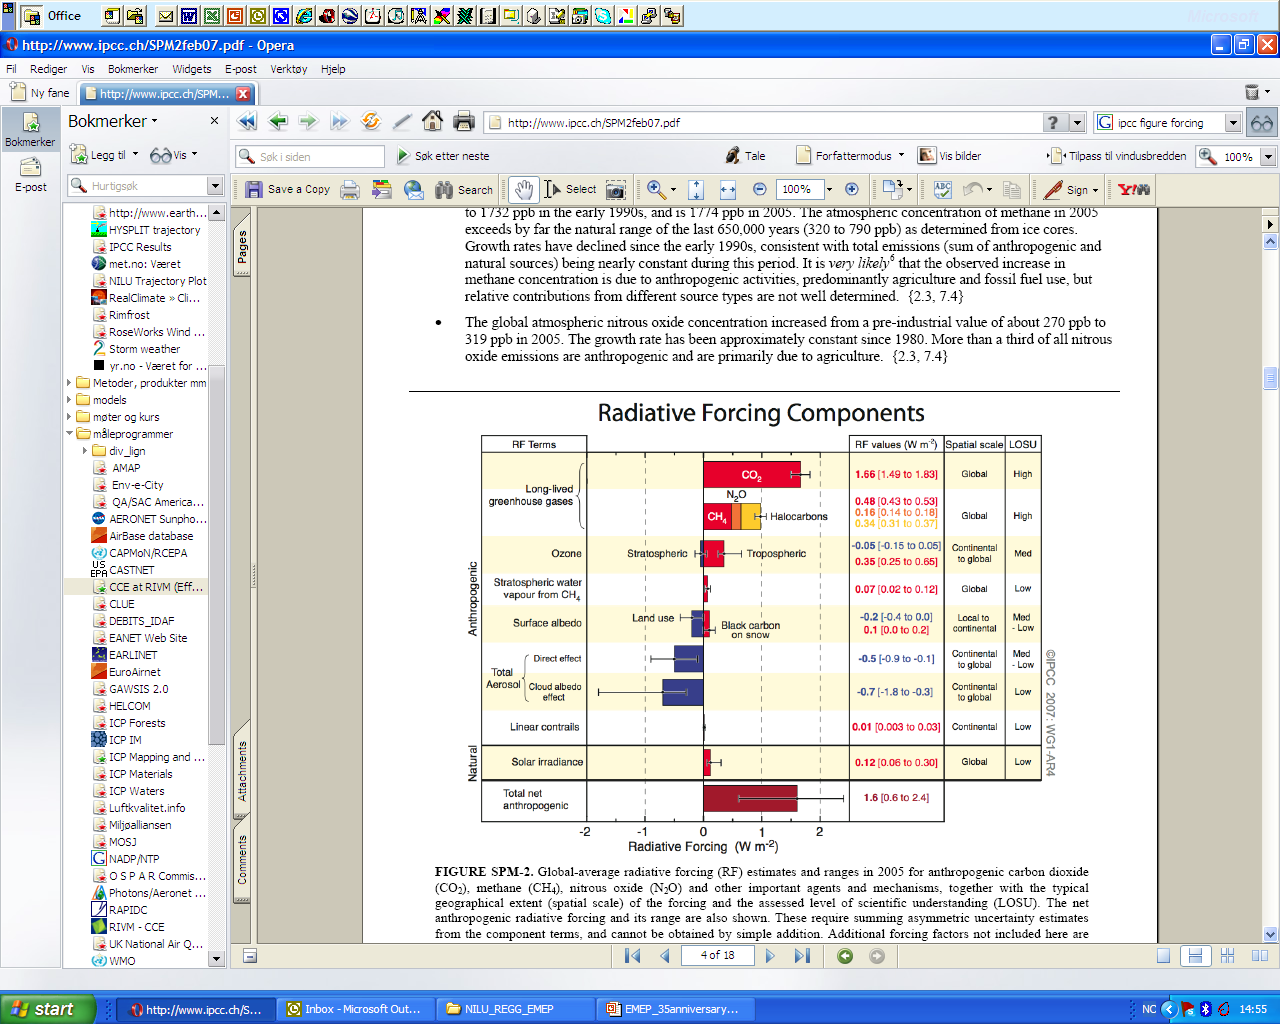 Office
Microsoft
http://www.ipcc.ch/SPM2feb07.pdf - Opera
Fil Rediger Vis Bokmerker Widgets E-post Verktøy Hjelp
Ny fane http://www.ipcc.ch/SPM...
Bokmerker
http://www.ipcc.ch/SPM2feb07.pdf
ipcc figure forcing
Bokmerker
E-post
Legg til Vis
Hurtigsøk
Søk i siden Søk etter neste Tale Forfattermodus Vis bilder Tilpass til vindusbredden 100%
Save a Copy Search Select 100% Sign Y!
http://www.earth...
HYSPLIT trajectory
IPCC Results
met.no: Været
NILU Trajectory Plot
RealClimate » Cli...
Rimfrost
RoseWorks Wind ...
Storm weather
yr.no - Været for ...
Metoder, produkter mm
models
møter og kurs
måleprogrammer
div_lign
AMAP
Env-e-City
QA/SAC America...
AERONET Sunpho...
AirBase database
CAPMoN/RCEPA
US EPA CASTNET
CCE at RIVM (Eff...
CLUE
DEBITS_IDAF
EANET Web Site
EARLINET
EuroAirnet
GAWSIS 2.0
HELCOM
ICP Forests
ICP IM
ICP Mapping and ...
ICP Materials
ICP Waters
Luftkvalitet.info
Miljøalliansen
MOSJ
NADP/NTP
O S P A R Commis...
Photons/Aeronet ...
RAPIDC
RIVM - CCE
UK National Air Q...
WMO
Pages
Attachments
Comments
to 1732 ppb in the early 1990s, and is 1774 ppb in 2005. The atmospheric concentration of methane in 2005
exceeds by far the natural range of the last 650,000 years (320 to 790 ppb) as determined from ice cores.
Growth rates have declined since the early 1990s, consistent with total emissions (sum of anthropogenic and
natural sources) being nearly constant during this period. It is very likely6 that the observed increase in
methane concentration is due to anthropogenic activities, predominantly agriculture and fossil fuel use, but
relative contributions from different source types are not well determined. {2.3, 7.4}
• The global atmospheric nitrous oxide concentration increased from a pre-industrial value of about 270 ppb to
319 ppb in 2005. The growth rate has been approximately constant since 1980. More than a third of all nitrous
oxide emissions are anthropogenic and are primarily due to agriculture. {2.3, 7.4}
Radiative Forcing Components
RF Terms RF values (W m-2) Spatial scale LOSU
Anthropogenic
Long-lived
greenhouse gases
CO2 1.66 [1.49 to 1.83] Global High
N2O
CH4 Halocarbons
0.48 [0.43 to 0.53]
0.16 [0.14 to 0.18]
0.34 [0.31 to 0.37]
Global High
Ozone Stratospheric Tropospheric
-0.05 [-0.15 to 0.05]
0.35 [0.25 to 0.65]
Continental
to global
Med
Stratospheric water
vapour from CH4
0.07 [0.02 to 0.12] Global Low
Surface albedo Land use Black carbon
on snow
-0.2 [-0.4 to 0.0]
0.1 [0.0 to 0.2]
Local to
continental
Med
- Low
Total
Aerosol
Direct effect -0.5 [-0.9 to -0.1]
Continental
to global
Med
- Low
Cloud albedo
effect
-0.7 [-1.8 to -0.3]
Continental
to global
Low
Linear contrails 0.01 [0.003 to 0.03] Continental Low
Natural
Solar irradiance 0.12 [0.06 to 0.30] Global Low
Total net
anthropogenic
1.6 [0.6 to 2.4]
-2 -1 0 1 2
Radiative Forcing (W m-2)
©IPCC 2007: WG1-AR4
FIGURE SPM-2. Global-average radiative forcing (RF) estimates and ranges in 2005 for anthropogenic carbon dioxide
(CO2), methane (CH4), nitrous oxide (N2O) and other important agents and mechanisms, together with the typical
geographical extent (spatial scale) of the forcing and the assessed level of scientific understanding (LOSU). The net
anthropogenic radiative forcing and its range are also shown. These require summing asymmetric uncertainty estimates
from the component terms, and cannot be obtained by simple addition. Additional forcing factors not included here are
4 of 18
start http://www.ipcc.ch/S... Inbox - Microsoft Out... NILU_REGG_EMEP EMEP_35anniversary... NC 14:55